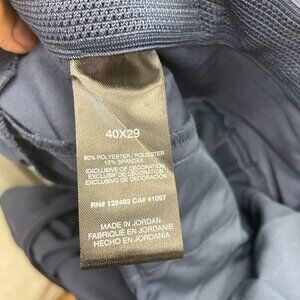 40X29
90% POLYESTER / POLYESTER
10% SPANDEX
EXCLUSIVE OF DECORATION
EXCLUSIF DE DÉCORATION
EXCLUSIVO DE DECORACIÓN
RN# 128492 CA# 41097
MADE IN JORDAN
FABRIQUÉ EN JORDANIE
HECHO EN JORDANIA